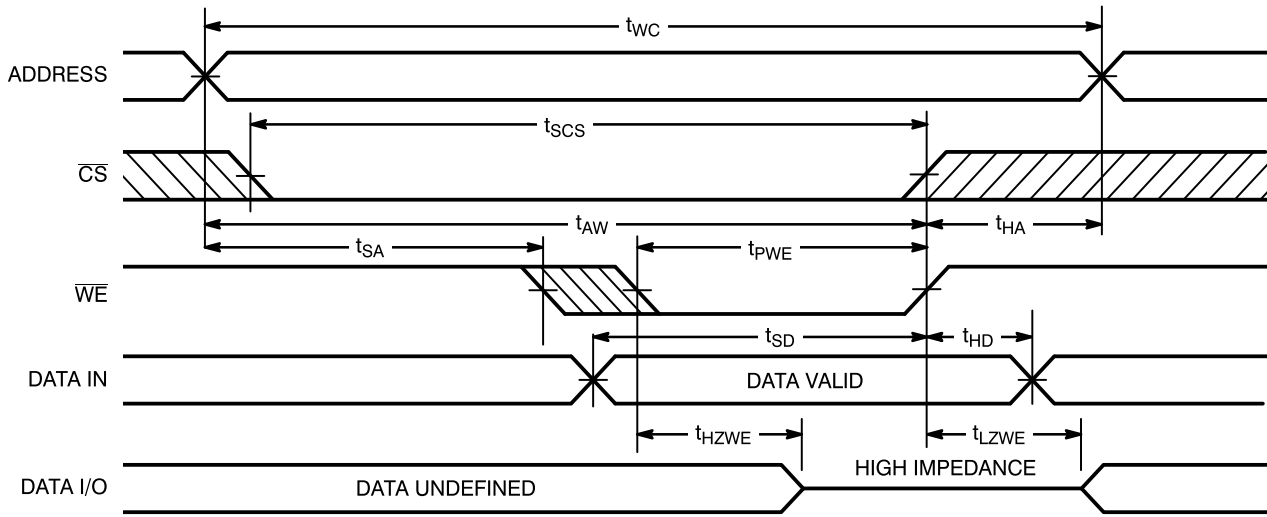 tWC
ADDRESS
tSCS
CS
tAW
tHA
tSA
tPWE
WE
tSD
tHD
DATA IN
DATA VALID
tHZWE
tLZWE
HIGH IMPEDANCE
DATA I/O
DATA UNDEFINED